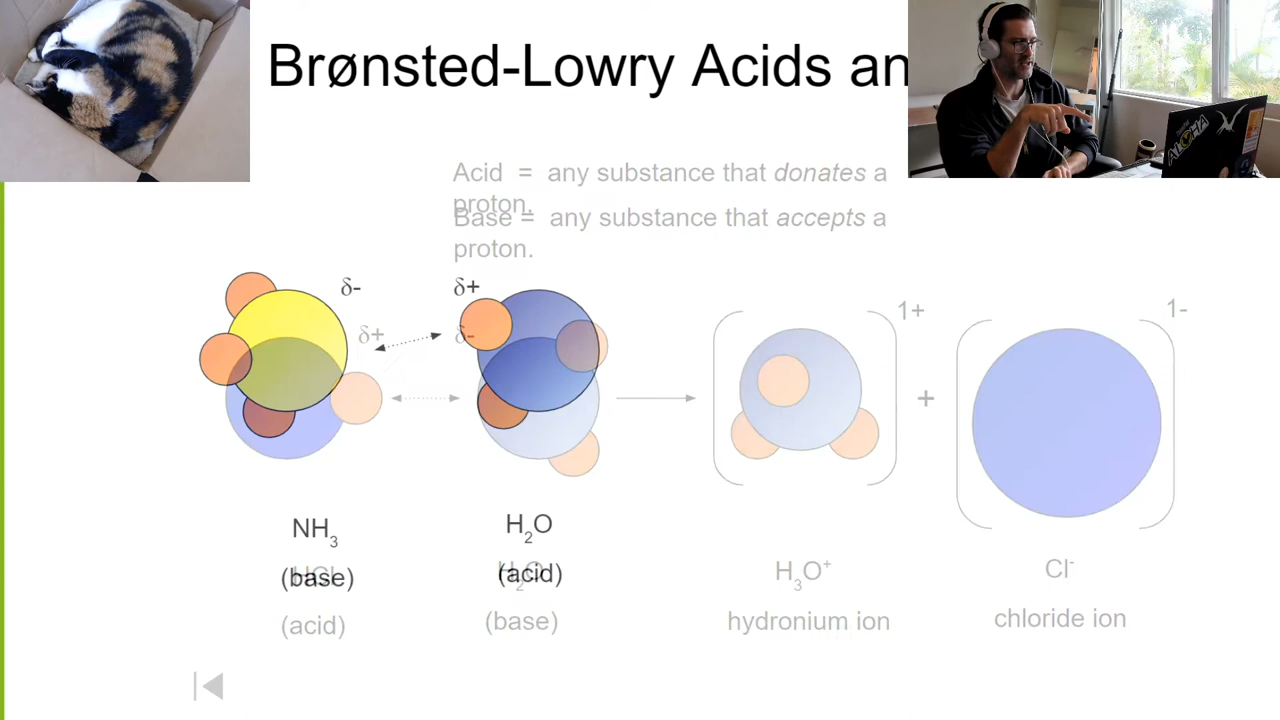 Brønsted-Lowry Acids an
Acid = any substance that donates a
proton.
Base = any substance that accepts a
proton.
δ- δ+
δ+ δ-
1+ 1-
+
NH3 H2O
(base) (acid)
HCl H2O
(acid) (base)
H3O+ Cl-
hydronium ion chloride ion
ALOHA